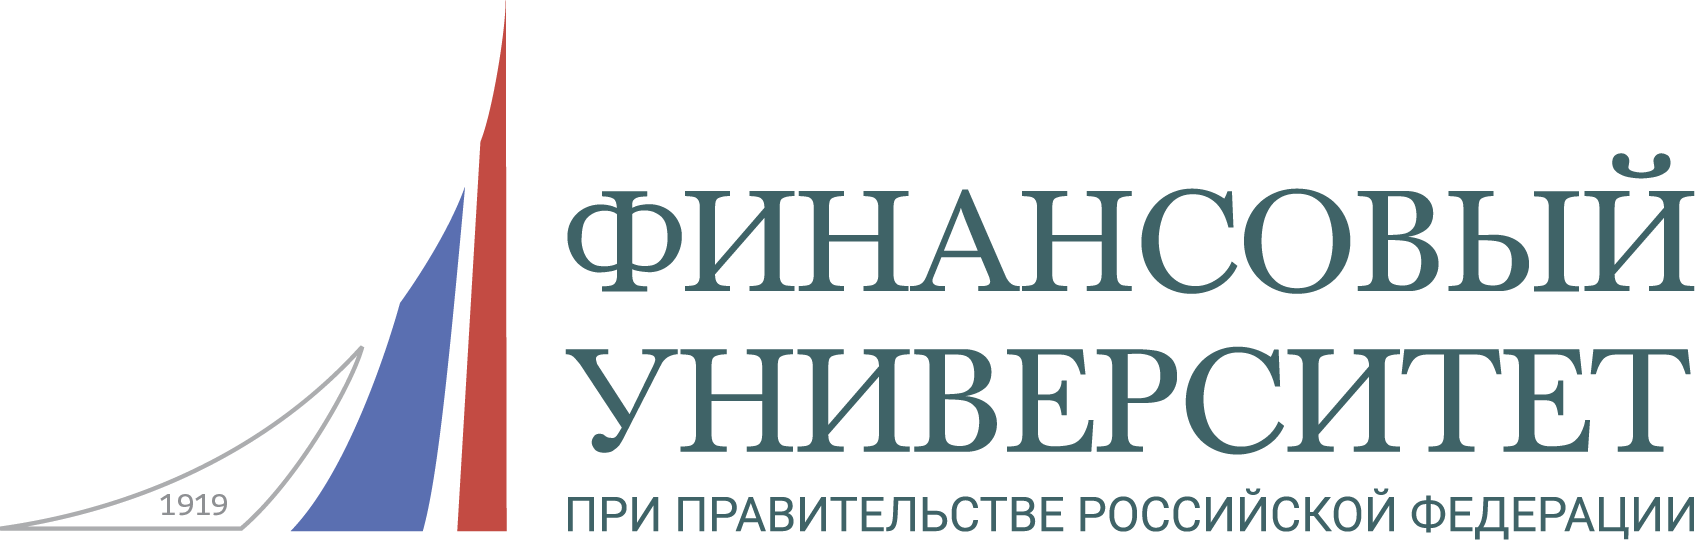 1919
ФИНАНСОВЫЙ
УНИВЕРСИТЕТ
ПРИ ПРАВИТЕЛЬСТВЕ РОССИЙСКОЙ ФЕДЕРАЦИИ